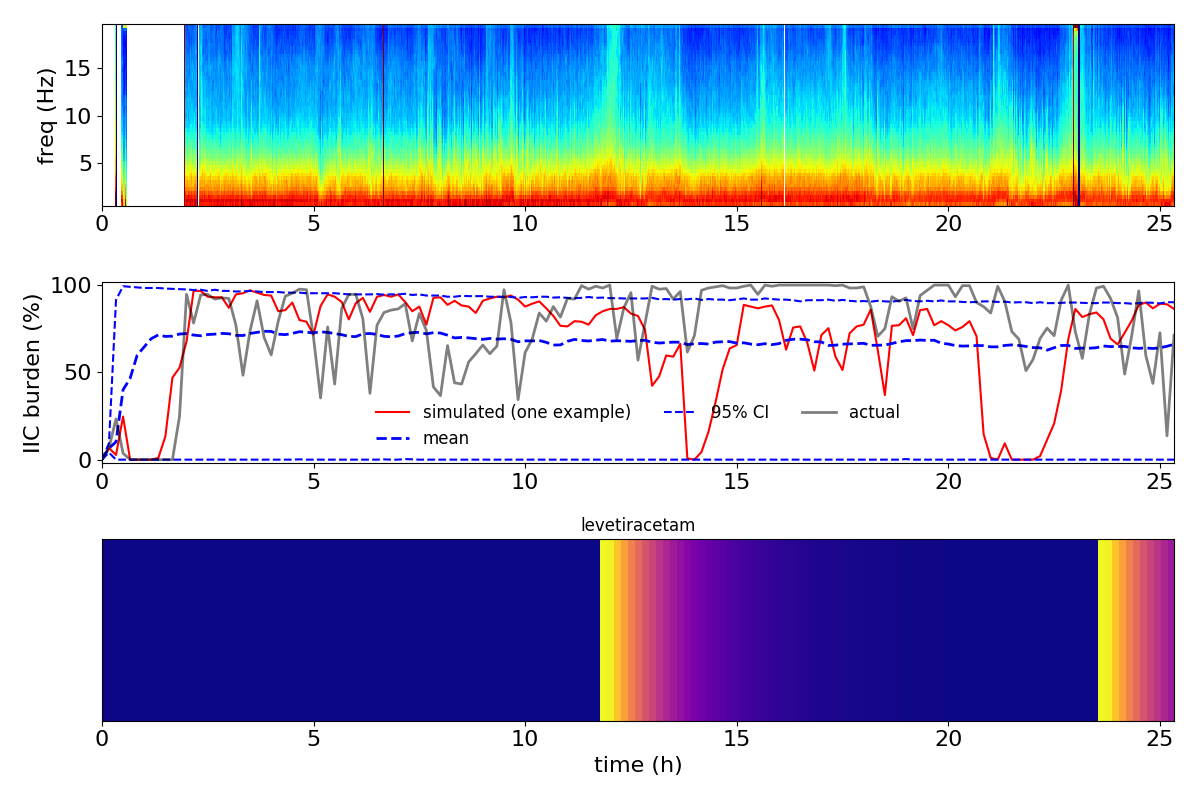 15
10
5
freq (Hz)
0 5 10 15 20 25
100
50
0
IIC burden (%)
simulated (one example) 95% CI actual
mean
0 5 10 15 20 25
levetiracetam
0 5 10 15 20 25
time (h)